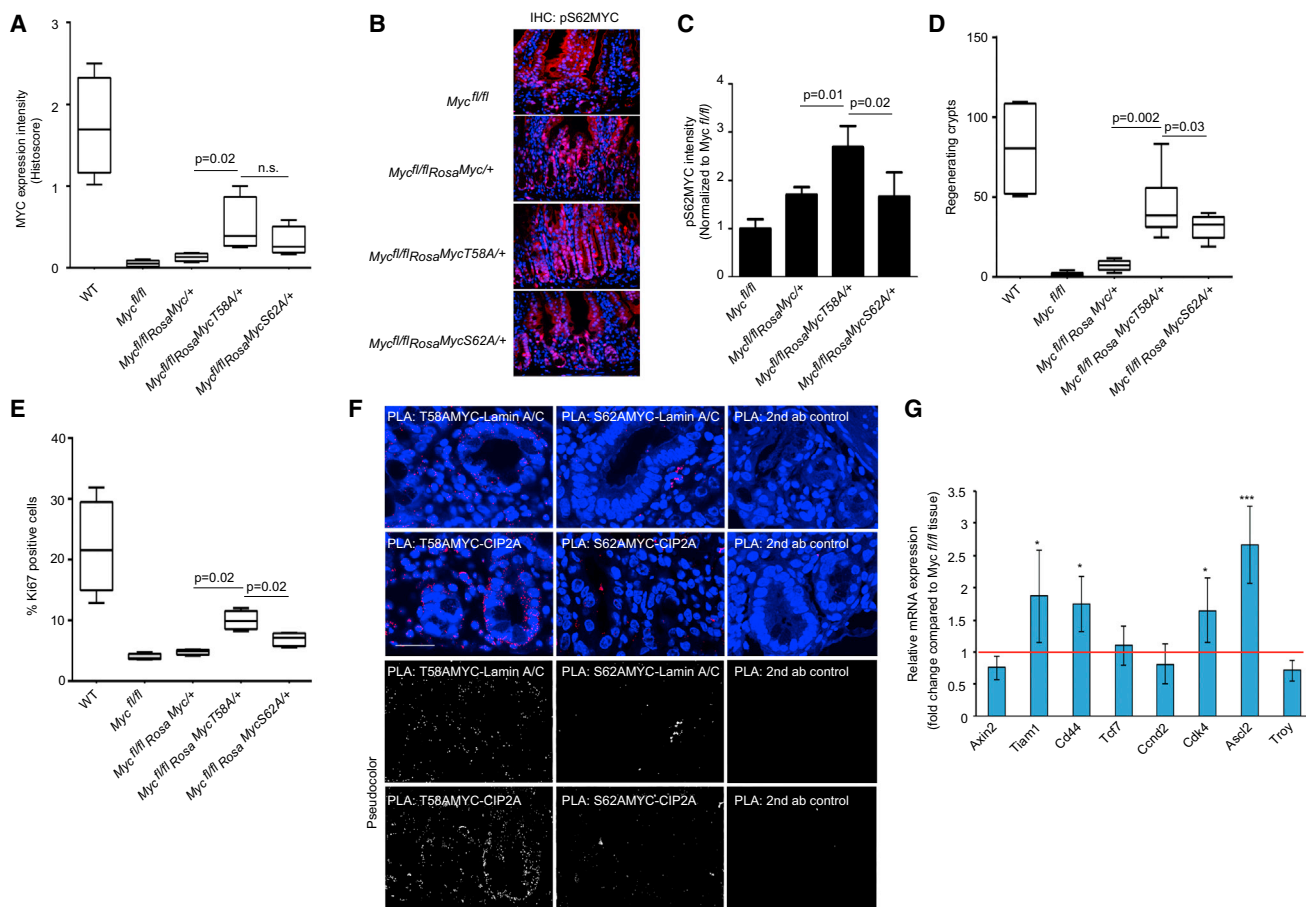 A
MYC expression intensity
(Histoscore)
3
2
1
0
p=0.02
n.s.
WT
Myc fl/fl
Mycfl/flRosaMyc/+
Mycfl/flRosaMycT58A/+
Mycfl/flRosaMycS62A/+
B
IHC: pS62MYC
Myc fl/fl
Mycfl/flRosaMyc/+
Mycfl/flRosaMycT58A/+
Mycfl/flRosaMycS62A/+
C
pS62MYC intensity
(Normalized to Myc fl/fl)
4
3
2
1
0
p=0.01
p=0.02
Myc fl/fl
Mycfl/flRosaMyc/+
Mycfl/flRosaMycT58A/+
Mycfl/flRosaMycS62A/+
D
Regenerating crypts
150
100
50
0
p=0.002
p=0.03
WT
Myc fl/fl
Myc fl/fl Rosa Myc/+
Myc fl/fl Rosa MycT58A/+
Myc fl/fl Rosa MycS62A/+
E
% Ki67 positive cells
40
30
20
10
0
p=0.02
p=0.02
WT
Myc fl/fl
Myc fl/fl Rosa Myc/+
Myc fl/fl Rosa MycT58A/+
Myc fl/fl Rosa MycS62A/+
F
PLA: T58AMYC-Lamin A/C
PLA: S62AMYC-Lamin A/C
PLA: 2nd ab control
PLA: T58AMYC-CIP2A
PLA: S62AMYC-CIP2A
PLA: 2nd ab control
Pseudocolor
PLA: T58AMYC-Lamin A/C
PLA: S62AMYC-Lamin A/C
PLA: 2nd ab control
PLA: T58AMYC-CIP2A
PLA: S62AMYC-CIP2A
PLA: 2nd ab control
G
Relative mRNA expression
(fold change compared to Myc fl/fl tissue)
3.5
3
2.5
2
1.5
1
0.5
0
*
*
*
***
Axin2
Tiam1
Cd44
Tcf7
Ccnd2
Cdk4
Ascl2
Troy